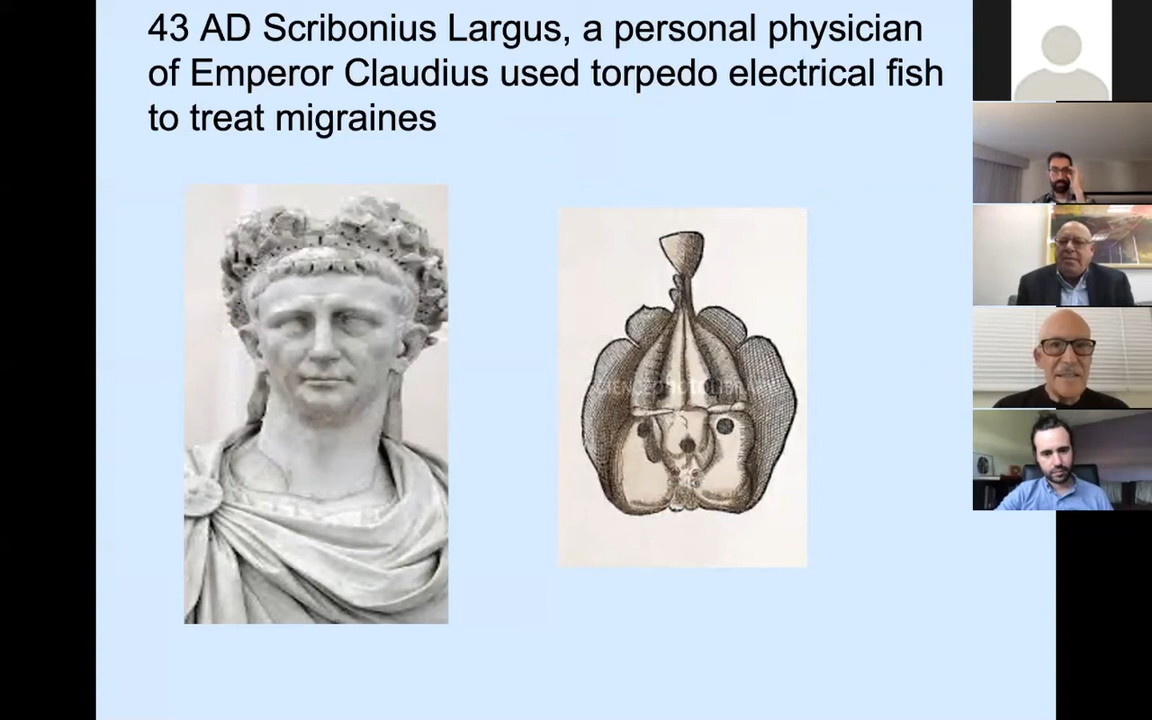 43 AD Scribonius Largus, a personal physician
of Emperor Claudius used torpedo electrical fish
to treat migraines